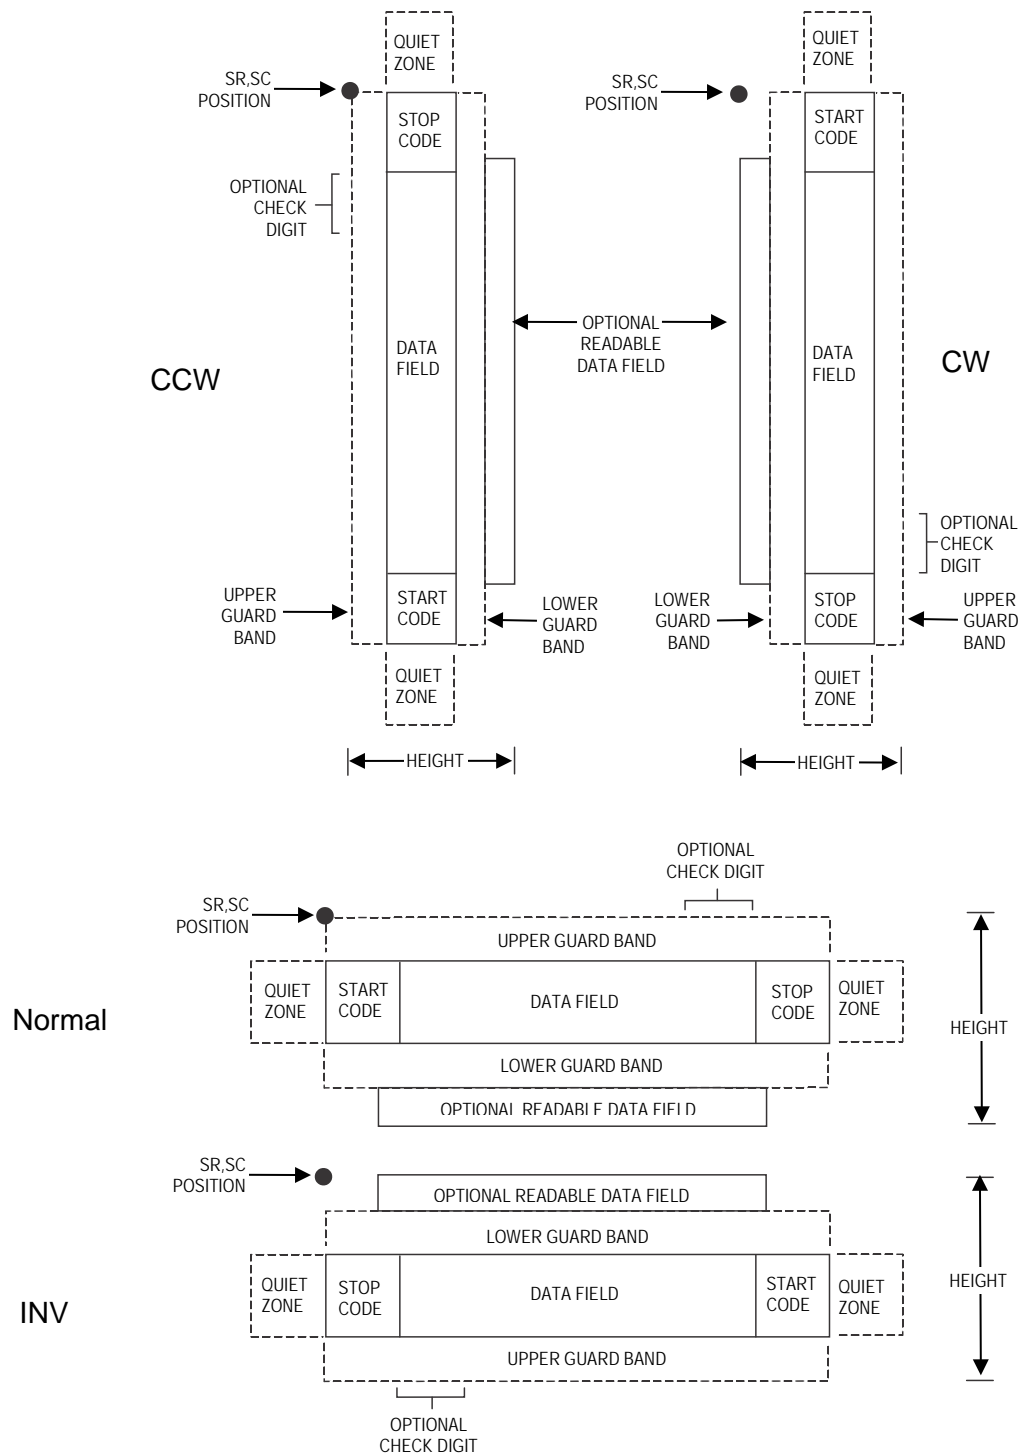 QUIET
ZONE
QUIET
ZONE
SR,SC
POSITION
SR,SC
POSITION
STOP
CODE
START
CODE
OPTIONAL
CHECK
DIGIT
OPTIONAL
READABLE
DATA FIELD
DATA
FIELD
DATA
FIELD
CCW
CW
OPTIONAL
CHECK
DIGIT
UPPER
GUARD
BAND
START
CODE
LOWER
GUARD
BAND
LOWER
GUARD
BAND
STOP
CODE
UPPER
GUARD
BAND
QUIET
ZONE
QUIET
ZONE
HEIGHT
HEIGHT
OPTIONAL
CHECK DIGIT
SR,SC
POSITION
UPPER GUARD BAND
QUIET
ZONE
START
CODE
DATA FIELD
STOP
CODE
QUIET
ZONE
Normal
HEIGHT
LOWER GUARD BAND
OPTIONAL READABLE DATA FIELD
SR,SC
POSITION
OPTIONAL READABLE DATA FIELD
LOWER GUARD BAND
QUIET
ZONE
STOP
CODE
DATA FIELD
START
CODE
QUIET
ZONE
HEIGHT
INV
UPPER GUARD BAND
OPTIONAL
CHECK DIGIT